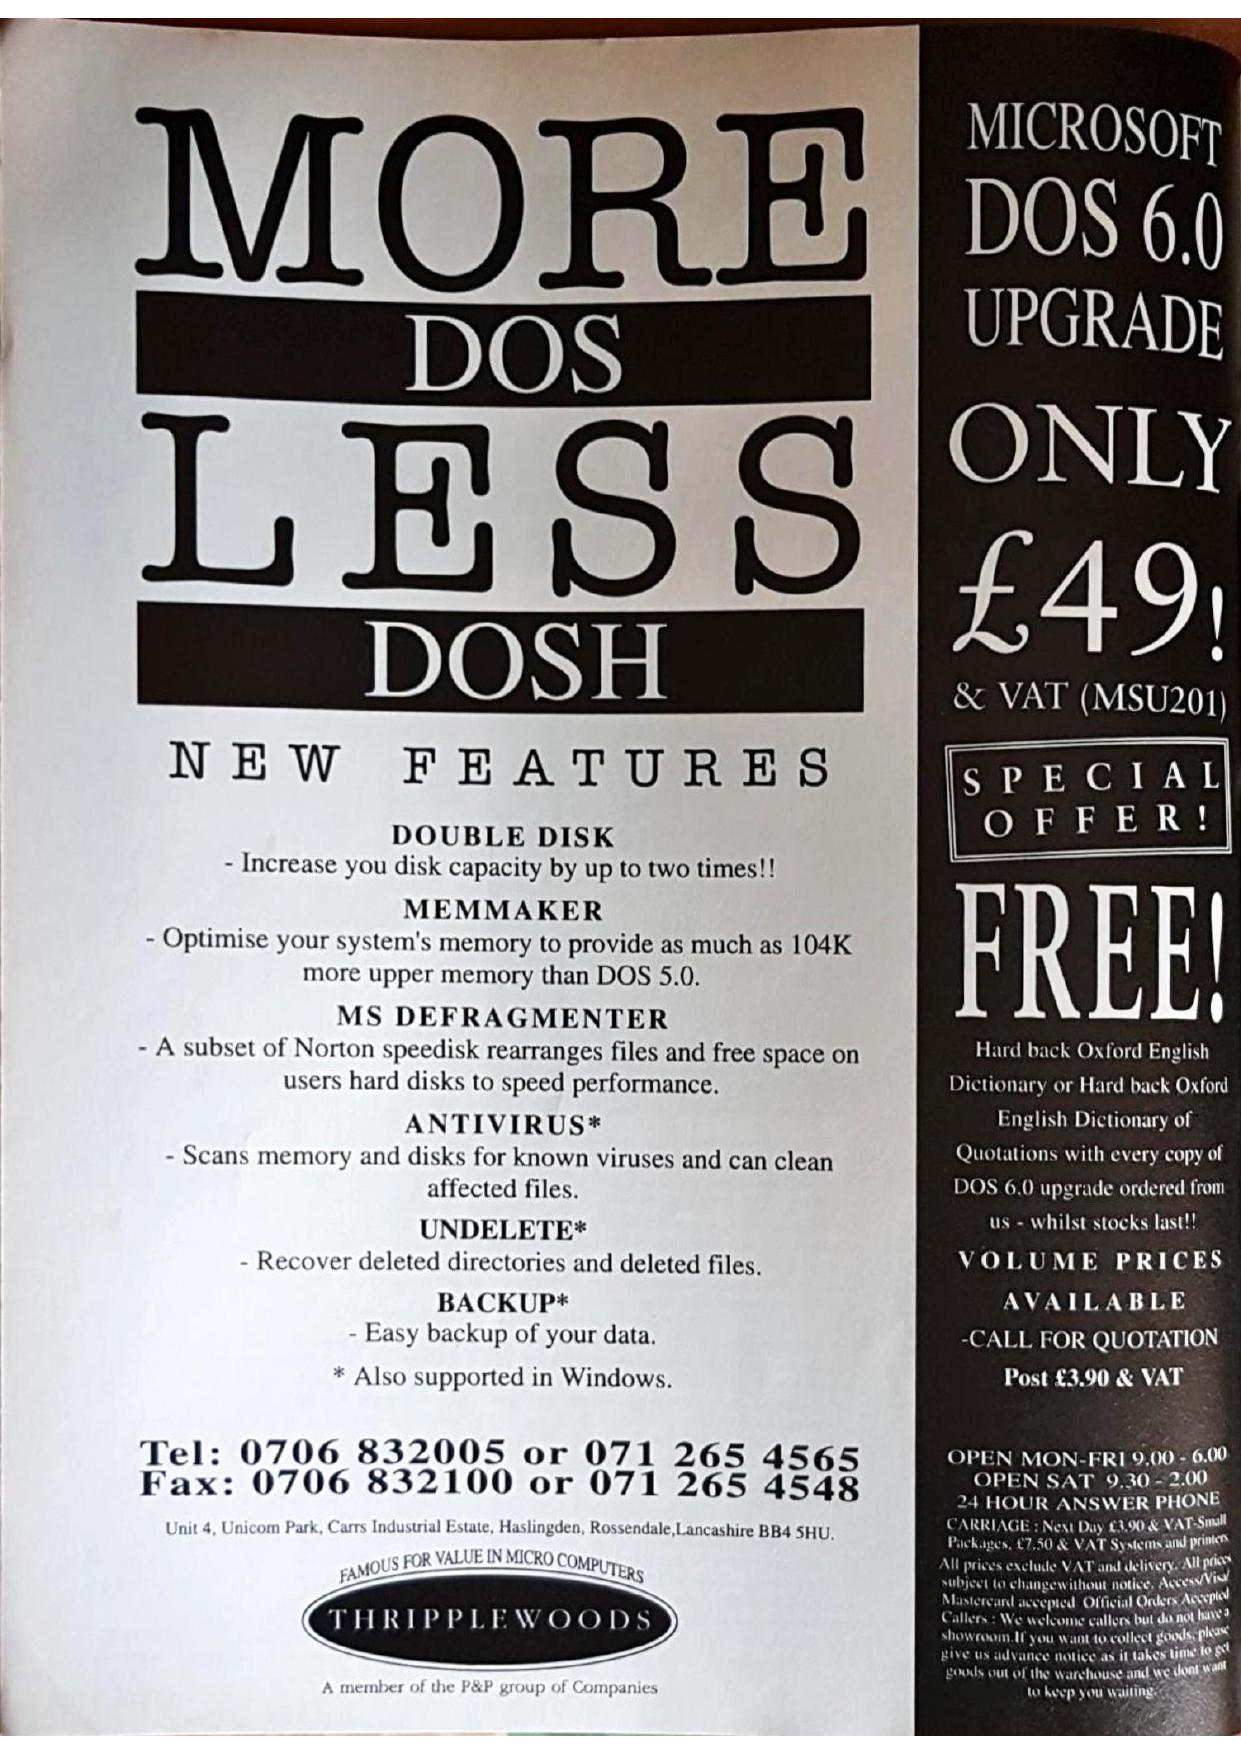 MORE
DOS
LESS
DOSH
NEW FEATURES
DOUBLE DISK
- Increase you disk capacity by up to two times!!
MEMMAKER
- Optimise your system's memory to provide as much as 104K
more upper memory than DOS 5.0.
MS DEFRAGMENTER
- A subset of Norton speedisk rearranges files and free space on
users hard disks to speed performance.
ANTIVIRUS*
- Scans memory and disks for known viruses and can clean
affected files.
UNDELETE*
- Recover deleted directories and deleted files.
BACKUP*
- Easy backup of your data.
* Also supported in Windows.
Tel: 0706 832005 or 071 265 4565
Fax: 0706 832100 or 071 265 4548
Unit 4, Unicom Park, Carrs Industrial Estate, Haslingden, Rossendale,Lancashire BB4 5HU.
FAMOUS FOR VALUE IN MICRO COMPUTERS
THRIPPLEWOODS
A member of the P&P group of Companies
MICROSOFT
DOS 6.0
UPGRADE
ONLY
£49!
& VAT (MSU201)
SPECIAL
OFFER!
FREE!
Hard back Oxford English
Dictionary or Hard back Oxford
English Dictionary of
Quotations with every copy of
DOS 6.0 upgrade ordered from
us - whilst stocks last!!
VOLUME PRICES
AVAILABLE
-CALL FOR QUOTATION
Post £3.90 & VAT
OPEN MON-FRI 9.00 - 6.00
OPEN SAT 9.30 - 2.00
24 HOUR ANSWER PHONE
CARRIAGE : Next Day £3.90 & VAT-Small
Packages, £7.50 & VAT Systems and printers
All prices exclude VAT and delivery. All prices
subject to changewithout notice. Access/Visa/
Mastercard accepted. Official Orders Accepted
Callers : We welcome callers but do not have a
showroom.If you want to collect goods, please
give us advance notice as it takes time to get
goods out of the warehouse and we dont want
to keep you waiting.